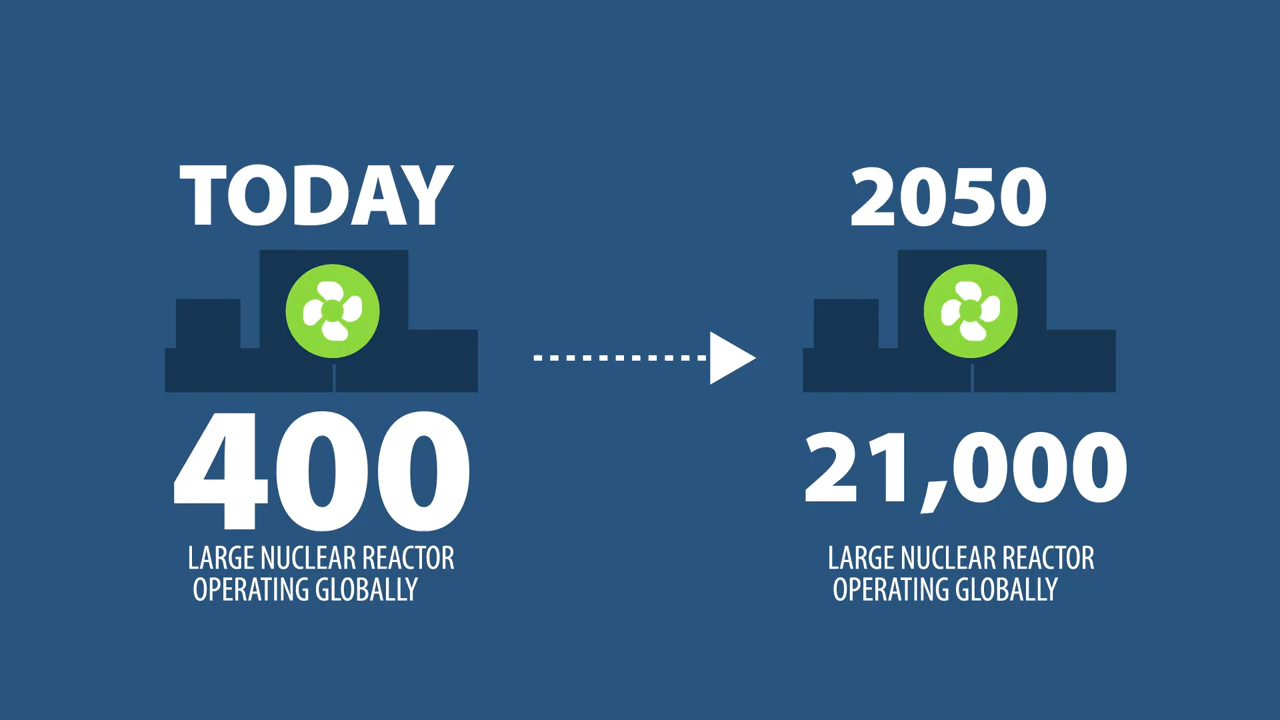 TODAY
400
LARGE NUCLEAR REACTOR
OPERATING GLOBALLY
2050
21,000
LARGE NUCLEAR REACTOR
OPERATING GLOBALLY